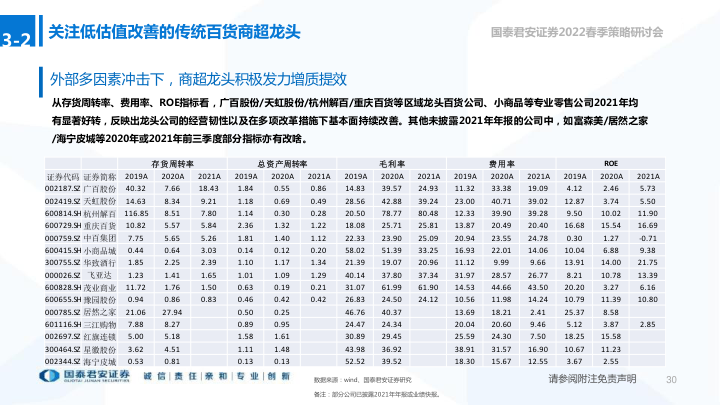 3-2
关注低估值改善的传统百货商超龙头
国泰君安证券2022春季策略研讨会
外部多因素冲击下，商超龙头积极发力增质提效
从存货周转率、费用率、ROE指标看，广百股份/天虹股份/杭州解百/重庆百货等区域龙头百货公司、小商品等专业零售公司2021年均
有显著好转，反映出龙头公司的经营韧性以及在多项改革措施下基本面持续改善。其他未披露2021年年报的公司中，如富森美/居然之家
/海宁皮城等2020年或2021年前三季度部分指标亦有改善。
存货周转率 总资产周转率 毛利率 费用率 ROE
证券代码 证券简称 2019A 2020A 2021A 2019A 2020A 2021A 2019A 2020A 2021A 2019A 2020A 2021A 2019A 2020A 2021A
002187.SZ 广百股份 40.32 7.66 18.43 1.84 0.55 0.86 14.83 39.57 24.93 11.32 33.38 19.09 4.12 2.46 5.73
002419.SZ 天虹股份 14.63 8.34 9.21 1.18 0.69 0.49 28.56 42.88 39.24 23.00 40.71 39.02 12.87 3.74 5.50
600814.SH 杭州解百 116.85 8.51 7.80 1.14 0.30 0.28 20.50 78.77 80.48 12.33 39.90 39.28 9.50 10.02 11.90
600729.SH 重庆百货 10.82 5.57 5.84 2.36 1.32 1.22 18.08 25.71 25.81 13.87 20.49 20.40 16.68 15.54 16.69
000759.SZ 中百集团 7.75 5.65 5.26 1.81 1.40 1.12 22.33 23.90 25.09 20.94 23.55 24.78 0.30 1.27 -0.71
600415.SH 小商品城 0.44 0.64 3.03 0.14 0.12 0.20 58.02 51.39 33.25 16.93 22.01 14.06 10.04 6.88 9.38
300755.SZ 华致酒行 1.85 2.25 2.39 1.10 1.17 1.34 21.39 19.07 20.96 11.12 9.99 9.66 13.91 14.00 21.75
000026.SZ 飞亚达 1.23 1.41 1.65 1.01 1.09 1.29 40.14 37.80 37.34 31.97 28.57 26.77 8.21 10.78 13.39
600828.SH 茂业商业 11.72 1.76 1.50 0.63 0.19 0.21 31.07 61.99 61.90 14.53 44.66 43.50 20.20 3.27 6.16
600655.SH 豫园股份 0.94 0.86 0.83 0.46 0.42 0.42 26.83 24.50 24.12 10.56 11.98 14.24 10.79 11.39 10.80
000785.SZ 居然之家 21.06 27.94 0.50 0.25 46.76 40.37 13.69 18.21 2.41 25.37 8.58
601116.SH 三江购物 7.88 8.27 0.89 0.95 24.47 24.34 20.04 20.60 9.46 5.12 3.87 2.85
002697.SZ 红旗连锁 5.00 5.18 1.58 1.61 30.89 29.45 25.59 24.30 7.50 18.25 15.58
300464.SZ 星徽股份 3.62 4.51 1.11 1.48 43.98 36.92 38.91 31.57 16.90 10.67 11.23
002344.SZ 海宁皮城 0.53 0.81 0.13 0.13 52.52 39.52 18.30 15.67 12.55 3.67 2.55
国泰君安证券
GUOTAI JUNAN SECURITIES
诚信|责任|亲和|专业|创新
数据来源：wind、国泰君安证券研究
备注：部分公司已披露2021年年报或业绩快报。
请参阅附注免责声明
30